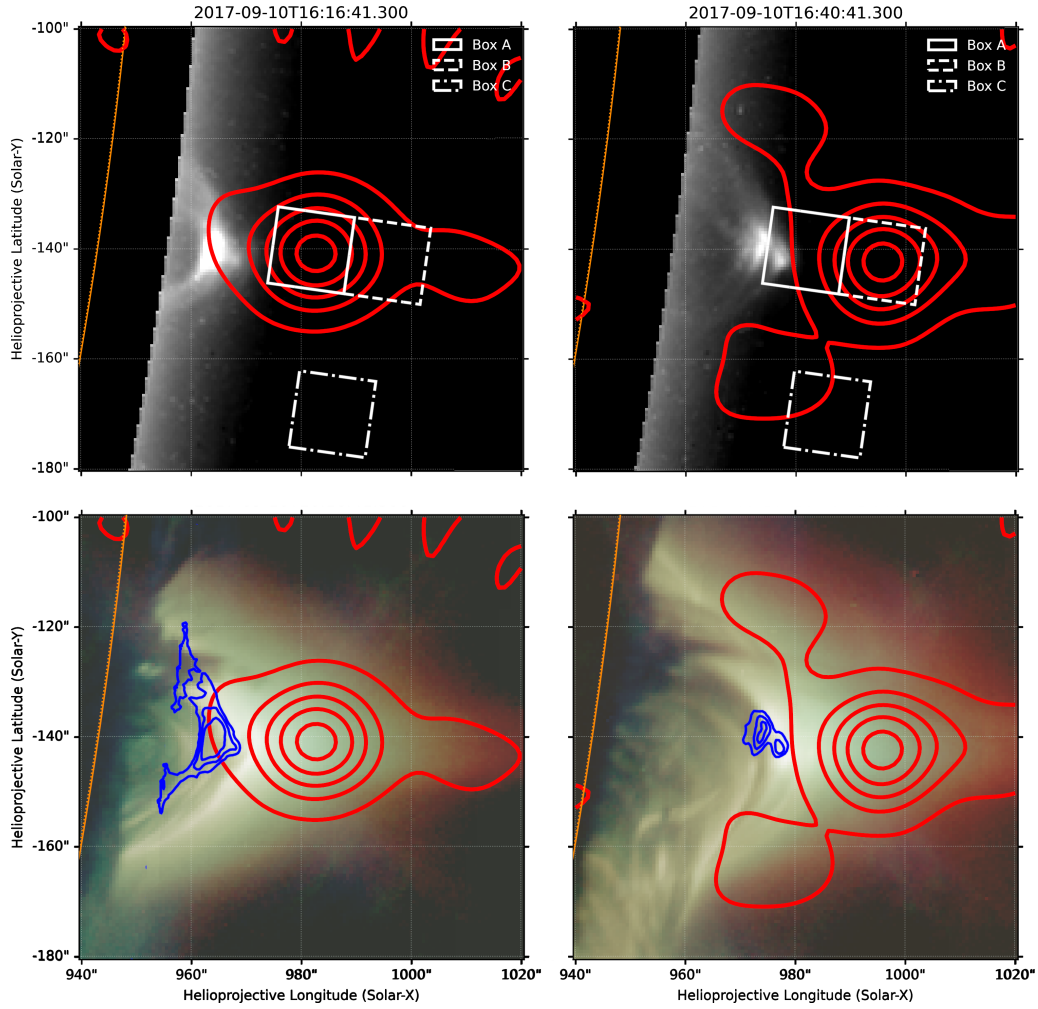 2017-09-10T16:16:41.300
2017-09-10T16:40:41.300
Box A
Box B
Box C
Box A
Box B
Box C
-100"
-120"
-140"
-160"
-180"
Helioprojective Latitude (Solar-Y)
-100"
-120"
-140"
-160"
-180"
Helioprojective Latitude (Solar-Y)
940" 960" 980" 1000" 1020"
940" 960" 980" 1000" 1020"
Helioprojective Longitude (Solar-X)
Helioprojective Longitude (Solar-X)